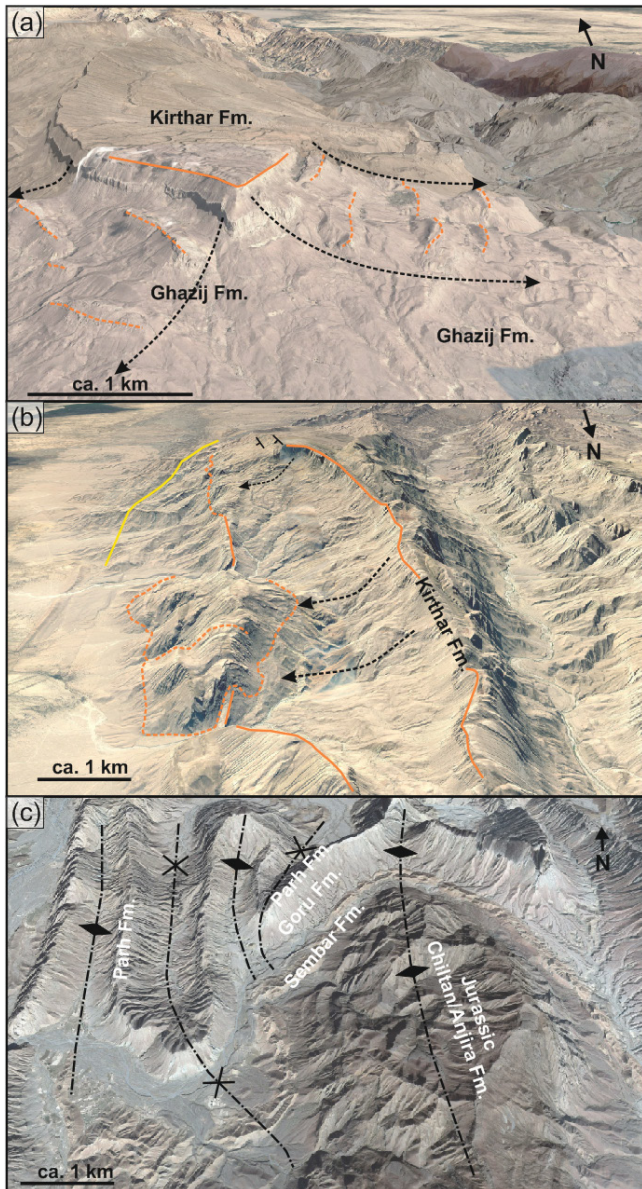 (a)
N
Kirthar Fm.
Ghazij Fm.
Ghazij Fm.
ca. 1 km
(b)
N
Kirthar Fm.
ca. 1 km
(c)
N
Parh Fm.
Parh Fm.
Goru Fm.
Sembar Fm.
Jurassic
Chiltan/Anjira Fm.
ca. 1 km